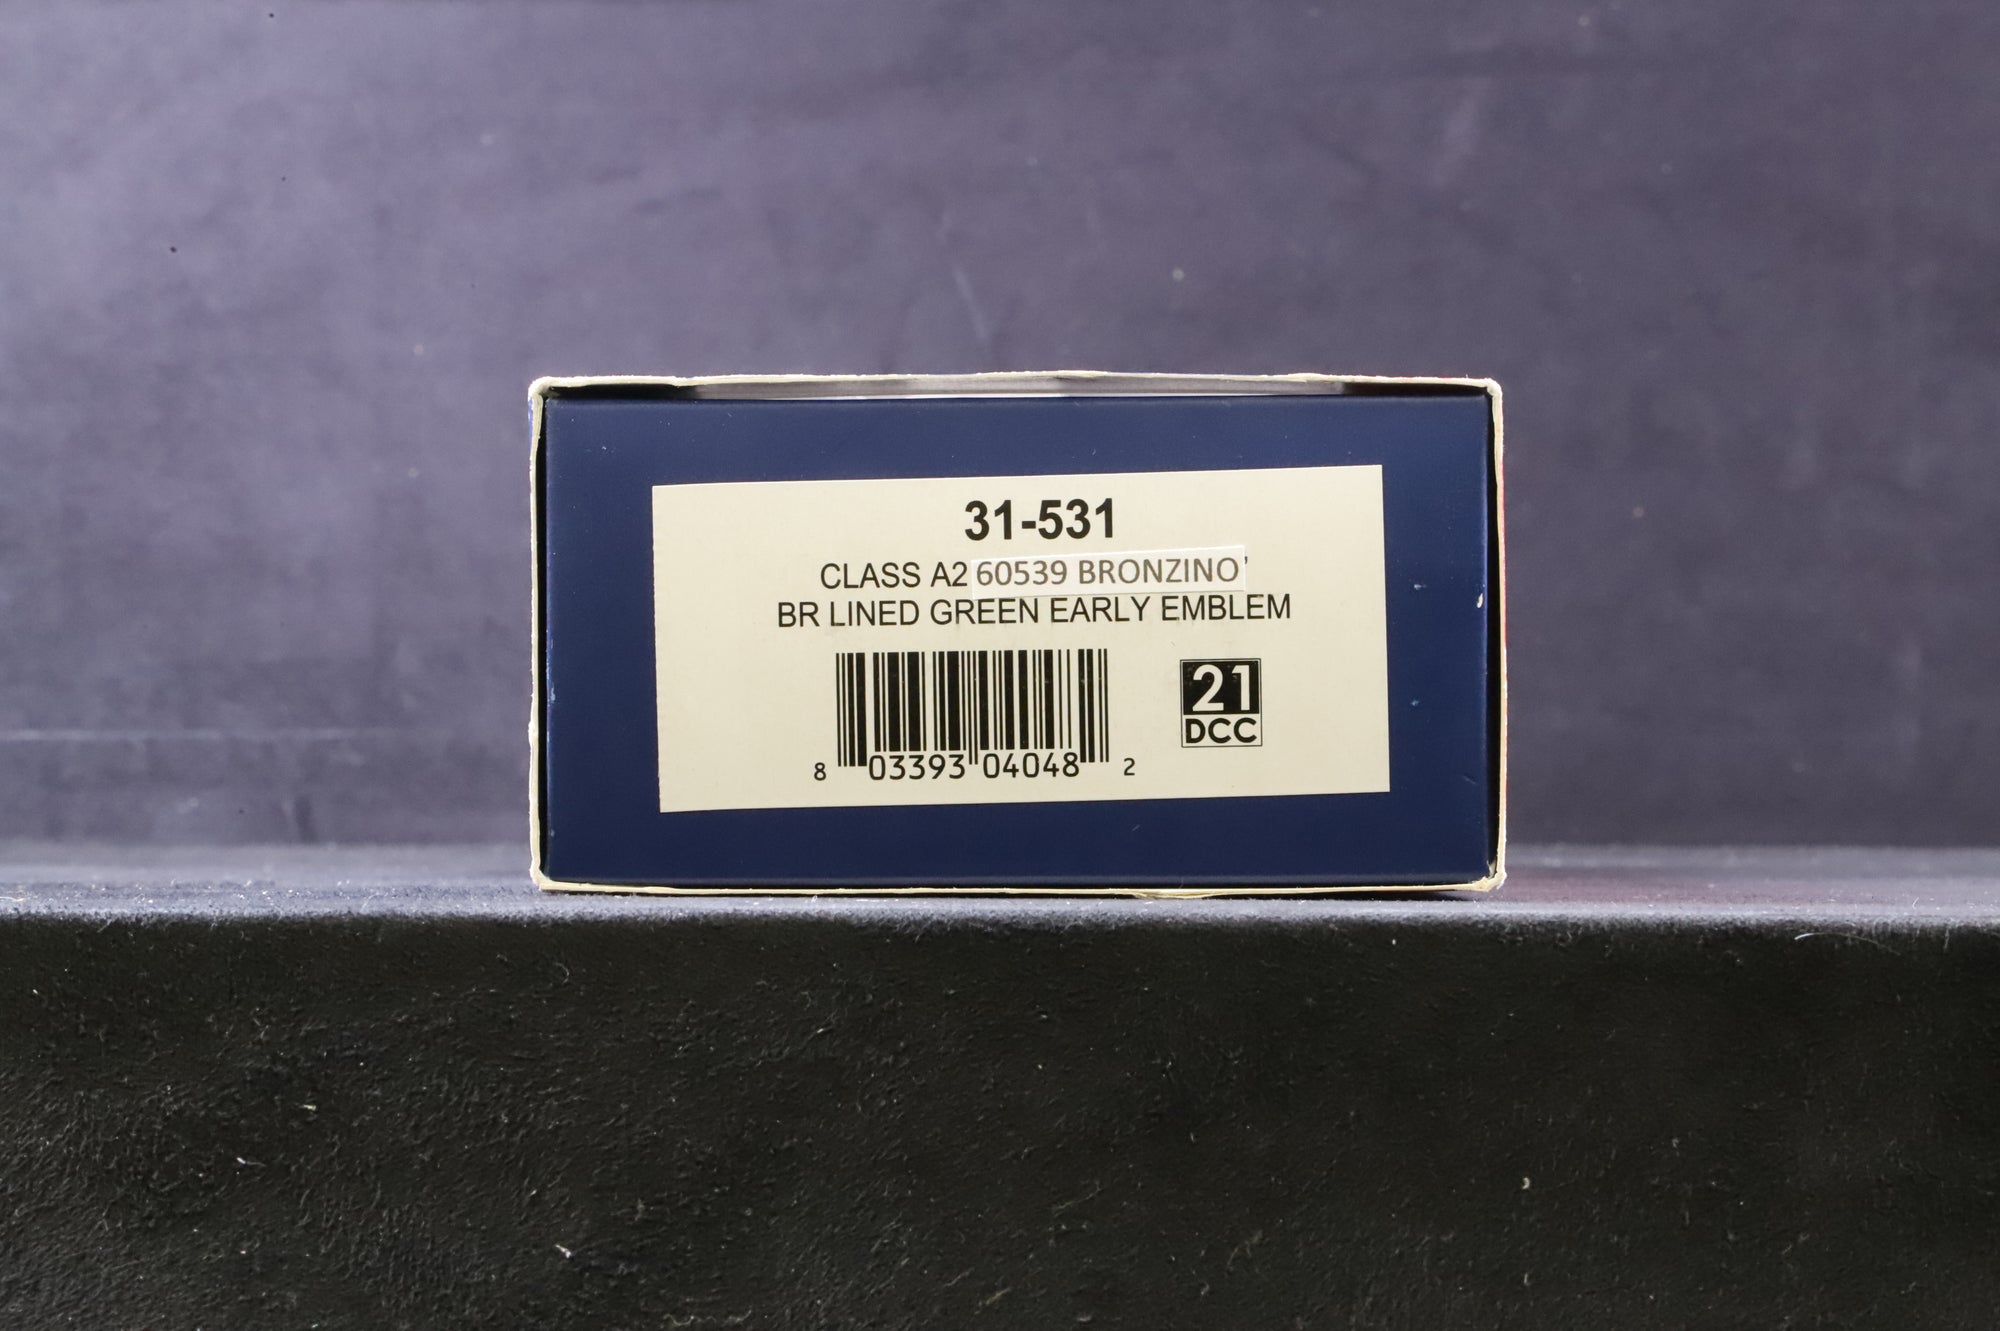 31-531
CLASS A2 60539 BRONZINO'
BR LINED GREEN EARLY EMBLEM
21
DCC
8 03393 04048 2